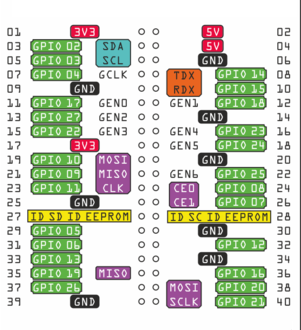 01 3V3 5V 02
03 GPIO 02 SDA 5V 04
05 GPIO 03 SCL GND 06
07 GPIO 04 GCLK TDX GPIO 14 08
09 GND RDX GPIO 15 10
11 GPIO 17 GEN0 GEN1 GPIO 18 12
13 GPIO 27 GEN2 GND 14
15 GPIO 22 GEN3 GEN4 GPIO 23 16
17 3V3 GEN5 GPIO 24 18
19 GPIO 10 MOSI GND 20
21 GPIO 09 MISO GEN6 GPIO 25 22
23 GPIO 11 CLK CE0 GPIO 08 24
25 GND CE1 GPIO 07 26
27 ID SD ID EEPROM ID SC ID EEPROM 28
29 GPIO 05 GND 30
31 GPIO 06 GPIO 12 32
33 GPIO 13 GND 34
35 GPIO 19 MISO GPIO 16 36
37 GPIO 26 MOSI GPIO 20 38
39 GND SCLK GPIO 21 40